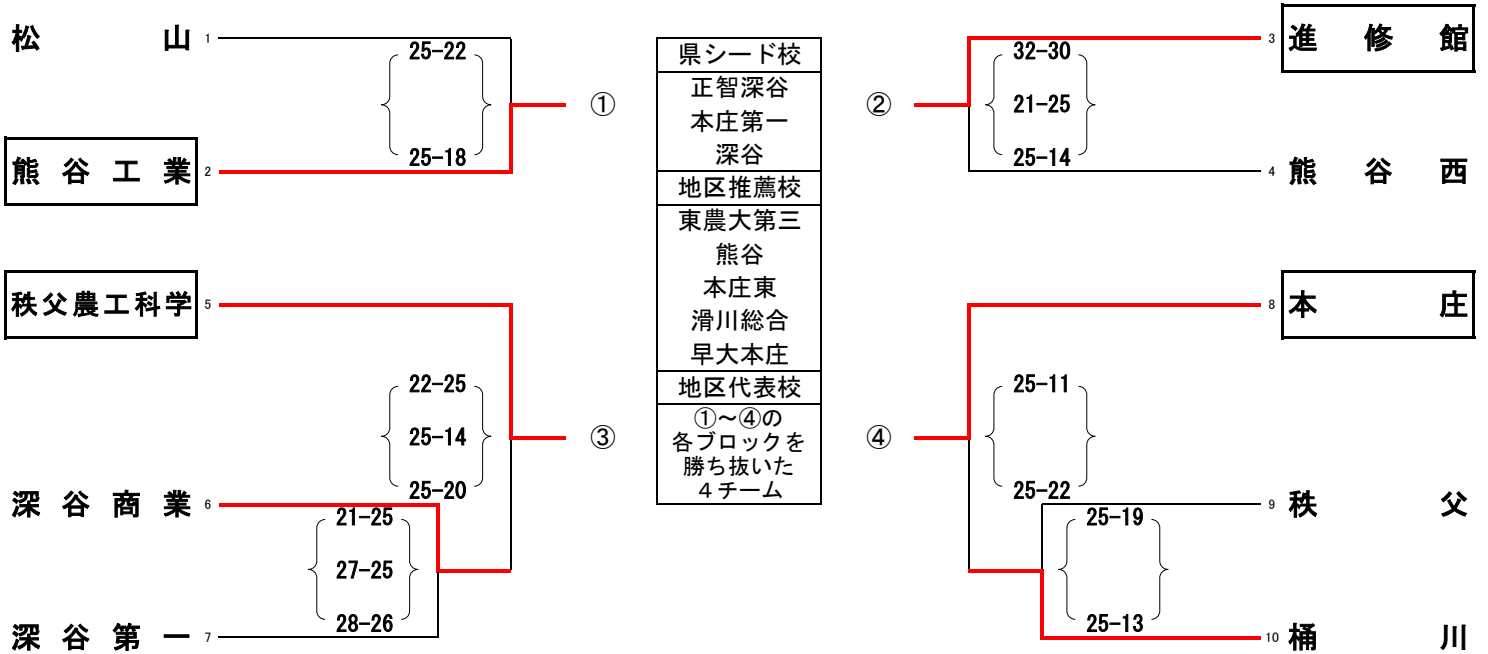 松山 1
25-22
25-18
①
熊谷工業 2
秩父農工科学 5
22-25
25-14
25-20
③
深谷商業 6
21-25
27-25
28-26
深谷第一 7
県シード校
正智深谷
本庄第一
深谷
地区推薦校
東農大第三
熊谷
本庄東
滑川総合
早大本庄
地区代表校
①～④の
各ブロックを
勝ち抜いた
４チーム
②
32-30
21-25
25-14
3 進修館
4 熊谷西
8 本庄
④
25-11
25-22
9 秩父
25-19
25-13
10 桶川